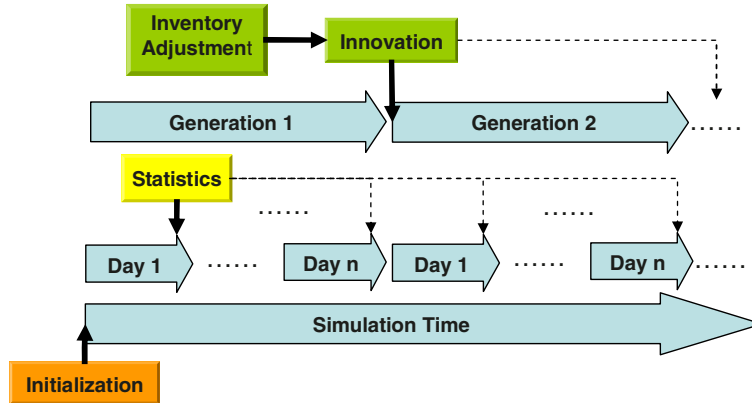 Inventory
Adjustment
Innovation
Generation 1
Generation 2
......
Statistics
......
......
Day 1
......
Day n
Day 1
......
Day n
......
Simulation Time
Initialization